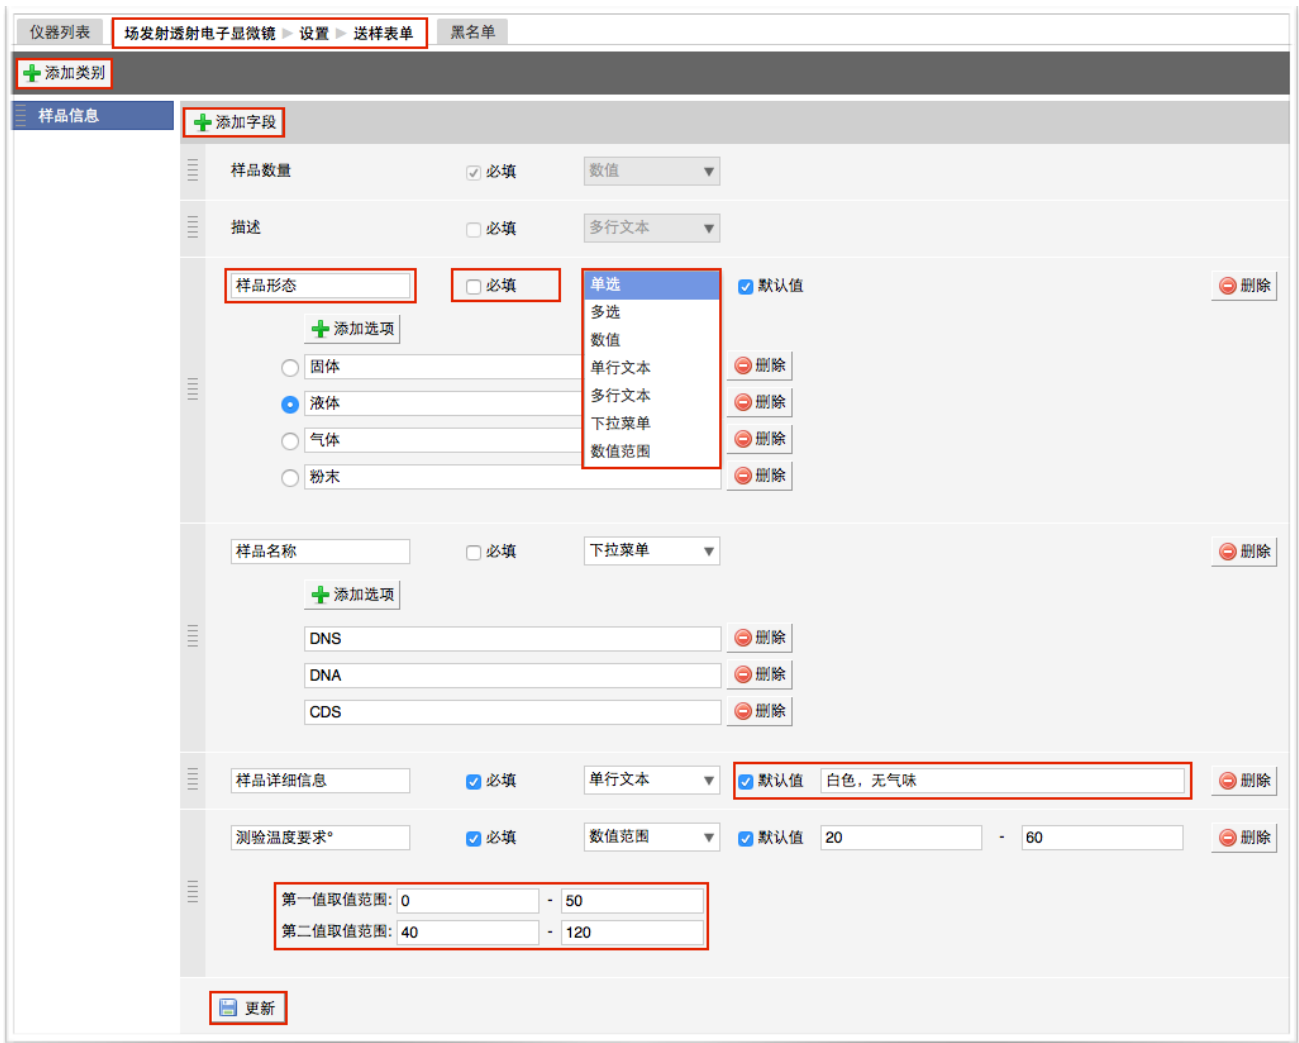 仪器列表 场发射透射电子显微镜 设置 送样表单 黑名单
添加类别
样品信息 添加字段
样品数量 必填 数值
描述 必填 多行文本
样品形态 必填 单选 默认值 删除
多选
添加选项 数值
固体 单行文本 删除
液体 多行文本 删除
气体 下拉菜单 删除
数值范围
粉末 删除
样品名称 必填 下拉菜单 删除
添加选项
DNS 删除
DNA 删除
CDS 删除
样品详细信息 必填 单行文本 默认值 白色，无气味 删除
测验温度要求° 必填 数值范围 默认值 20 - 60 删除
第一值取值范围: 0 - 50
第二值取值范围: 40 - 120
更新